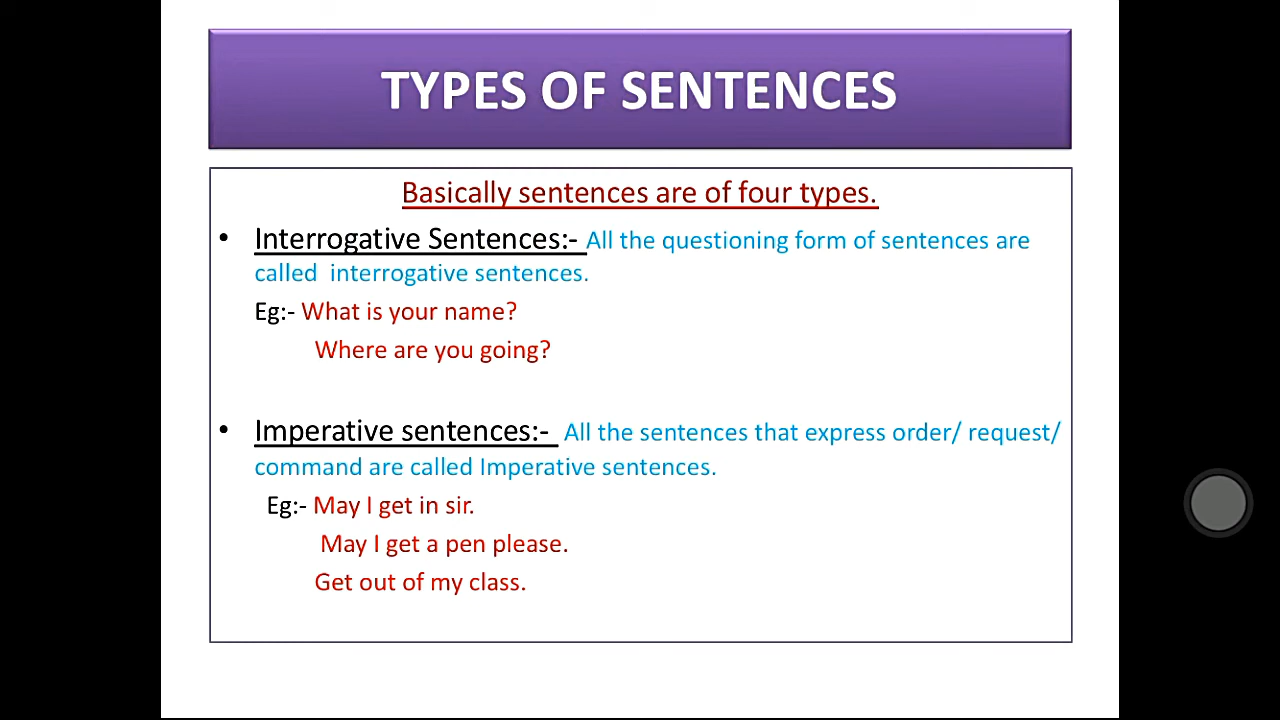 TYPES OF SENTENCES
Basically sentences are of four types.
• Interrogative Sentences:- All the questioning form of sentences are
called interrogative sentences.
Eg:- What is your name?
Where are you going?
• Imperative sentences:- All the sentences that express order/ request/
command are called Imperative sentences.
Eg:- May I get in sir.
May I get a pen please.
Get out of my class.